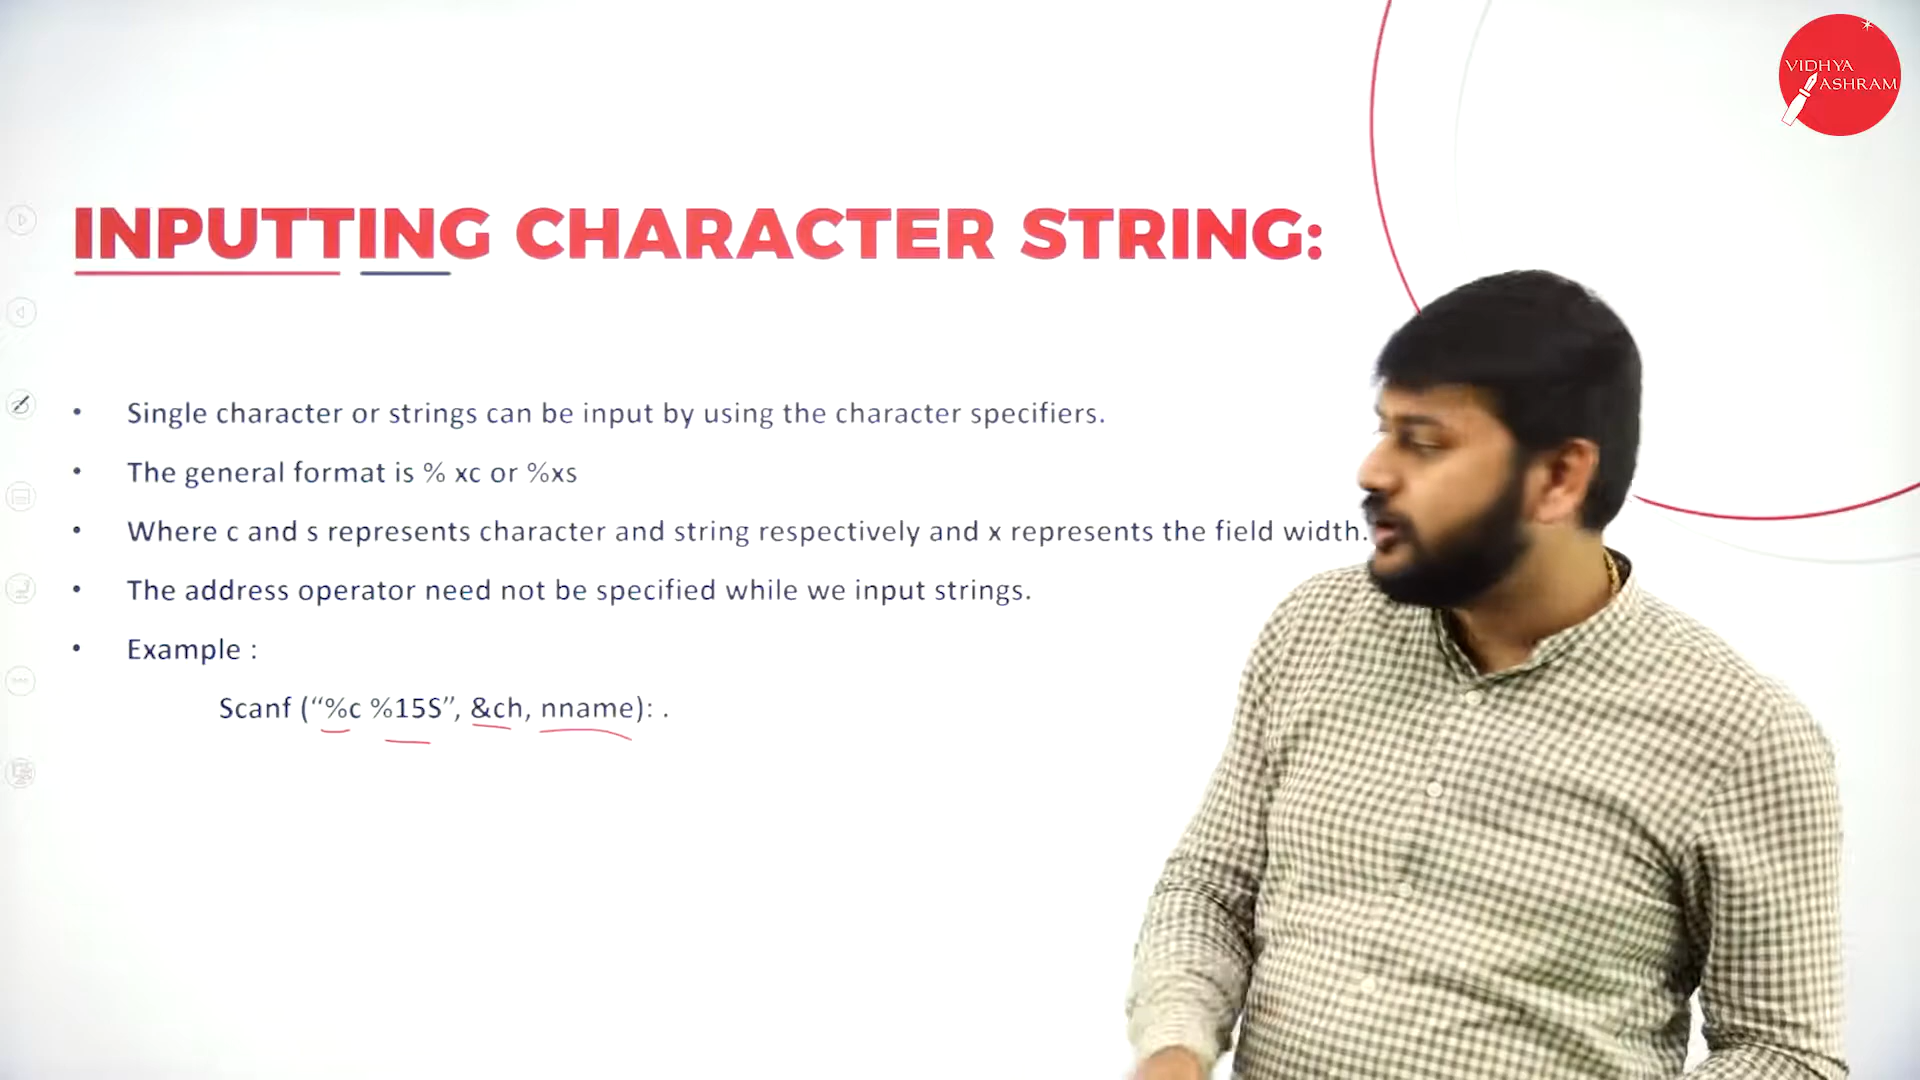 VIDHYA
ASHRAM
INPUTTING CHARACTER STRING:
• Single character or strings can be input by using the character specifiers.
• The general format is % xc or %xs
• Where c and s represents character and string respectively and x represents the field width.
• The address operator need not be specified while we input strings.
• Example :
Scanf (“%c %15S”, &ch, nname): .